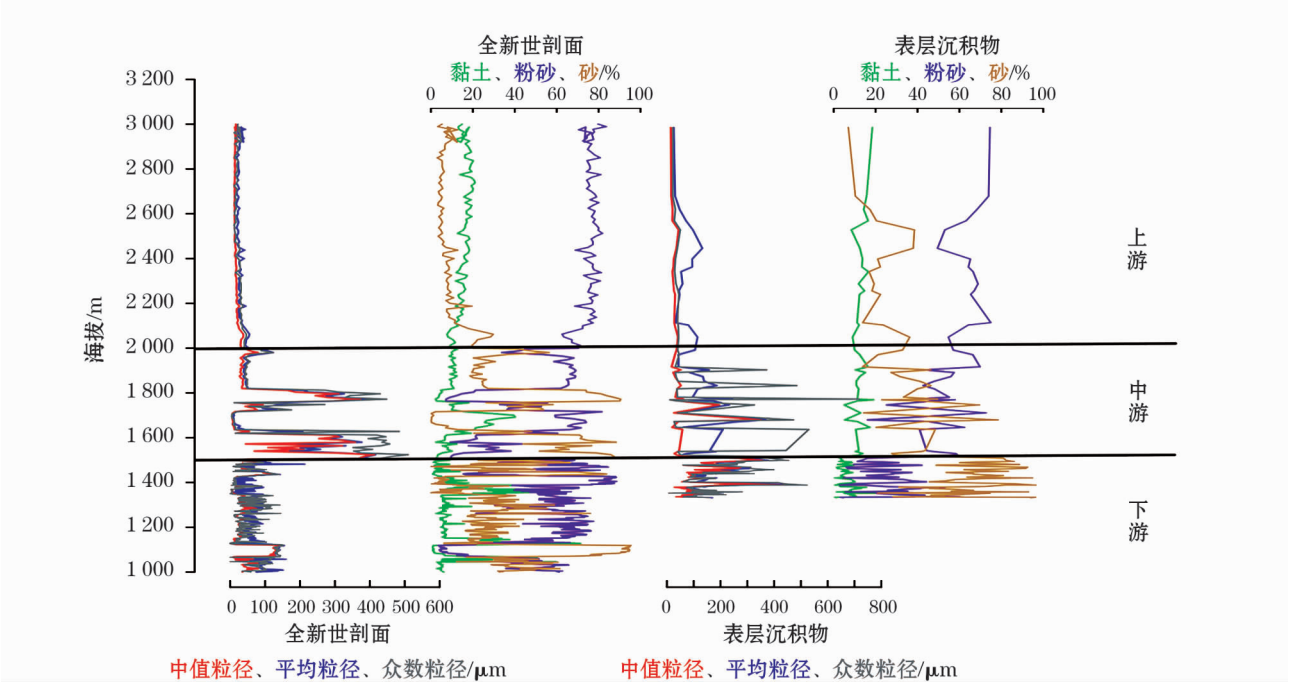 全新世剖面
黏土、粉砂、砂/%
0 20 40 60 80 100
表层沉积物
黏土、粉砂、砂/%
0 20 40 60 80 100
海拔/m
3 200
3 000
2 800
2 600
2 400
2 200
2 000
1 800
1 600
1 400
1 200
1 000
上游
中游
下游
0 100 200 300 400 500 600
全新世剖面
中值粒径、平均粒径、众数粒径/μm
0 200 400 600 800
表层沉积物
中值粒径、平均粒径、众数粒径/μm